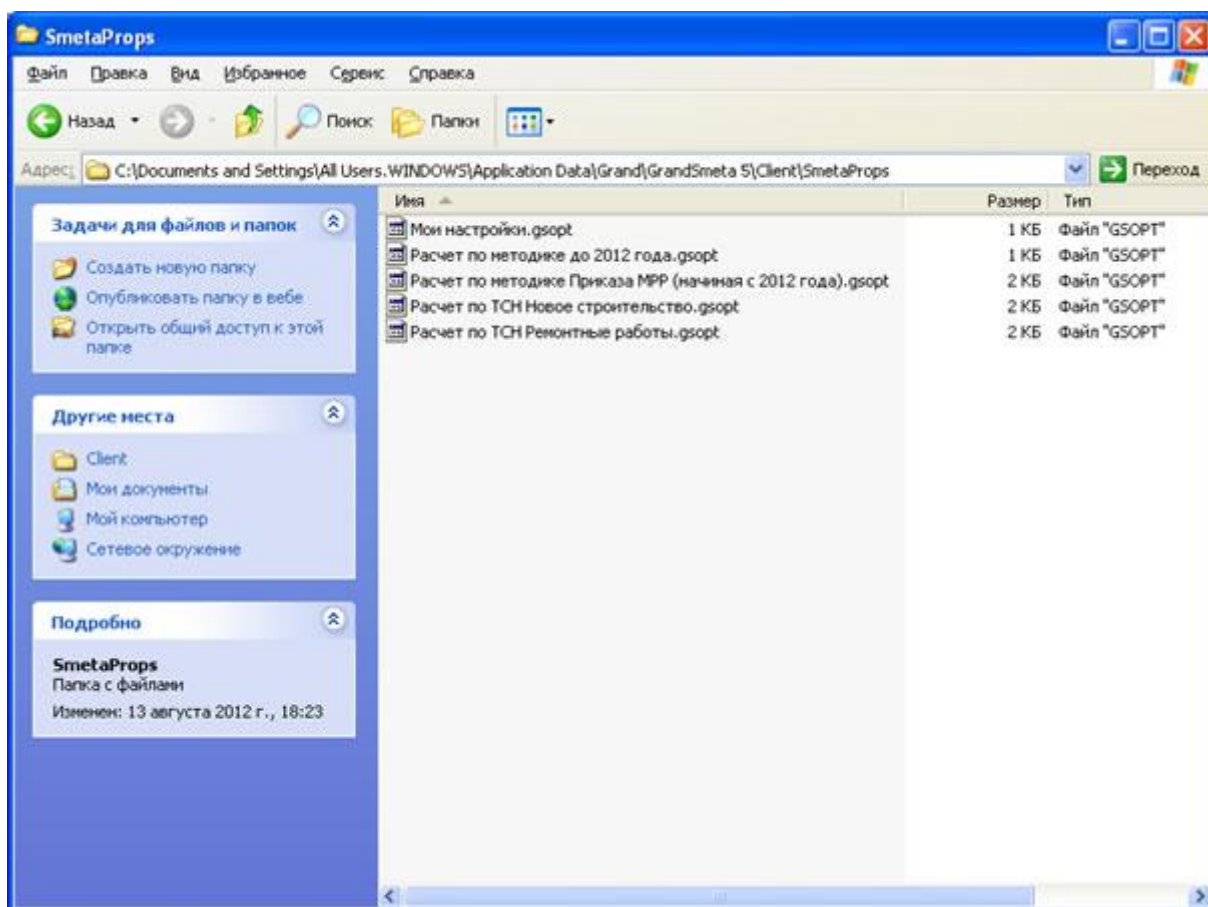 SmetaProps
Файл Правка Вид Избранное Сервис Справка
Назад Поиск Папки
Адрес: C:\Documents and Settings\All Users.WINDOWS\Application Data\Grand\GrandSmeta 5\Client\SmetaProps Переход
Имя Размер Тип
Мои настройки.gsopt 1 КБ Файл "GSOPT"
Расчет по методике до 2012 года.gsopt 1 КБ Файл "GSOPT"
Расчет по методике Приказа МРР (начиная с 2012 года).gsopt 2 КБ Файл "GSOPT"
Расчет по ТСН Новое строительство.gsopt 2 КБ Файл "GSOPT"
Расчет по ТСН Ремонтные работы.gsopt 2 КБ Файл "GSOPT"
Задачи для файлов и папок
Создать новую папку
Опубликовать папку в вебе
Открыть общий доступ к этой
папке
Другие места
Client
Мои документы
Мой компьютер
Сетевое окружение
Подробно
SmetaProps
Папка с файлами
Изменен: 13 августа 2012 г., 18:23